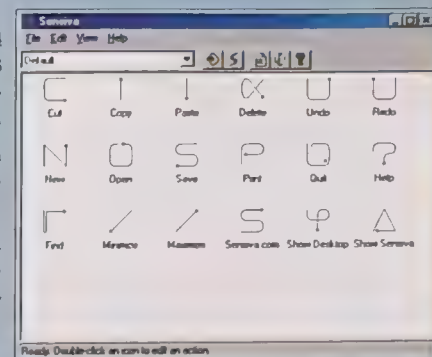 Sensiva
File Edit View Help
Default
Cut Copy Paste Delete Undo Redo
New Open Save Print Quit Help
Find Minimize Maximize Sensiva.com Show Desktop Show Sensiva
Ready. Double-click an icon to edit an action